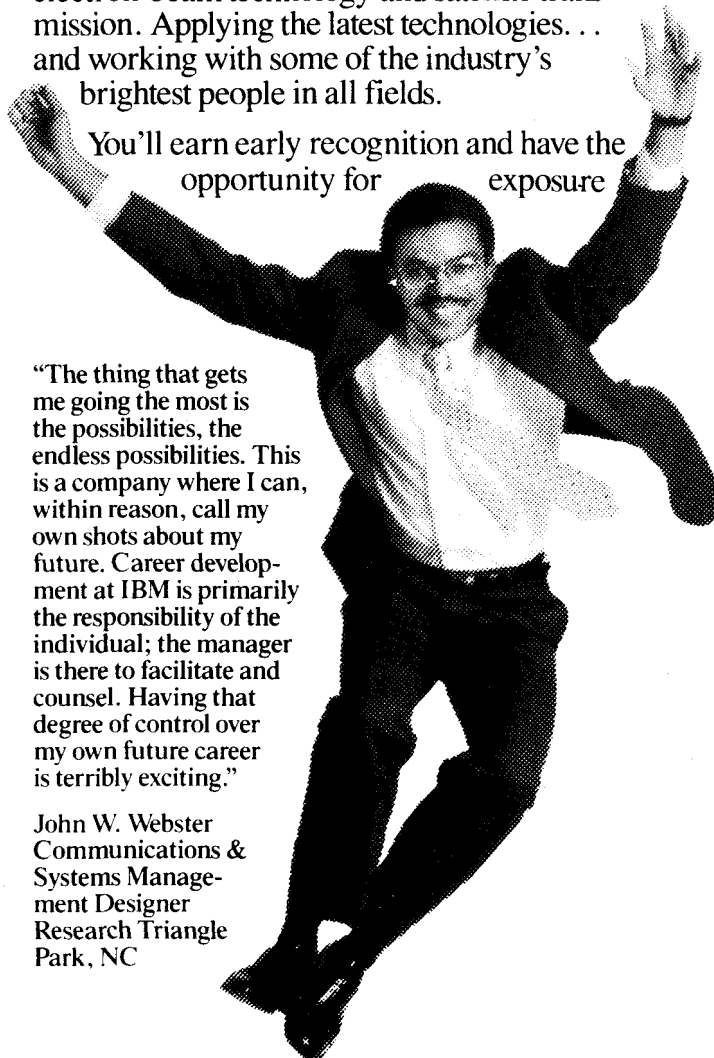 mission. Applying the latest technologies. . .
and working with some of the industry's
brightest people in all fields.
You'll earn early recognition and have the
opportunity for exposure
“The thing that gets
me going the most is
the possibilities, the
endless possibilities. This
is a company where I can,
within reason, call my
own shots about my
future. Career develop-
ment at IBM is primarily
the responsibility of the
individual; the manager
is there to facilitate and
counsel. Having that
degree of control over
my own future career
is terribly exciting.”
John W. Webster
Communications &
Systems Manage-
ment Designer
Research Triangle
Park, NC